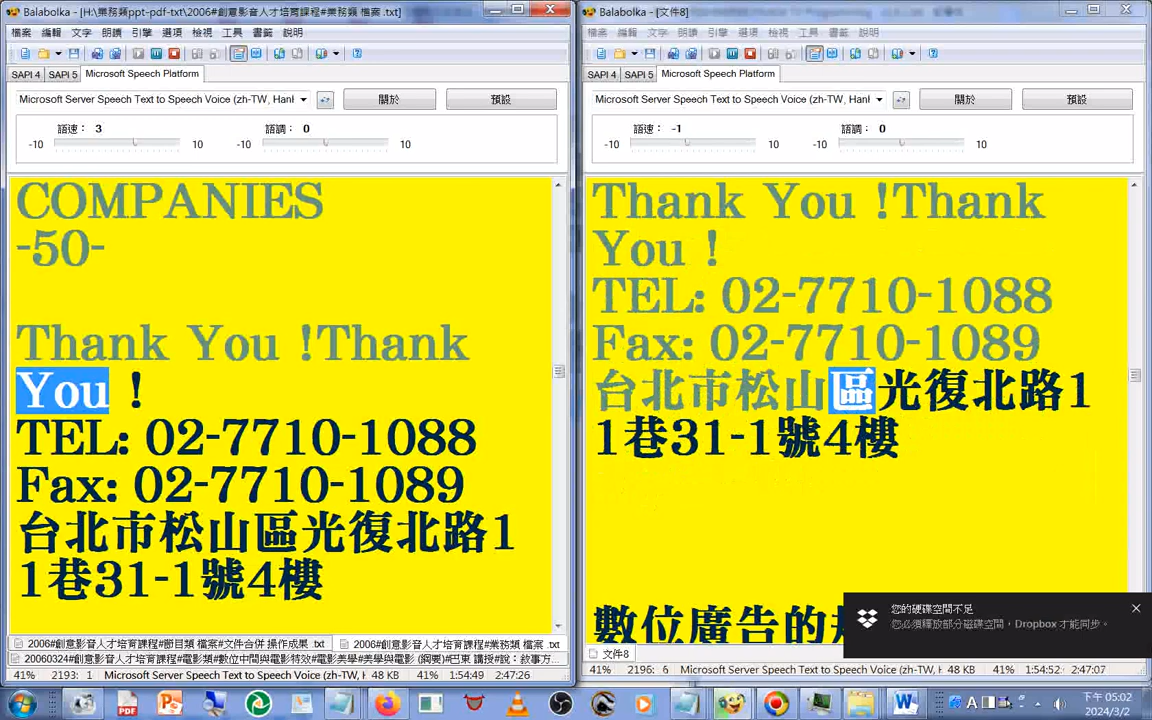 Balabolka - [H:\業務類ppt-pdf-txt\2006#創意影音人才培育課程#業務類 檔案 .txt]
檔案 編輯 文字 朗讀 引擎 選項 檢視 工具 書籤 說明
SAPI 4 SAPI 5 Microsoft Speech Platform
Microsoft Server Speech Text to Speech Voice (zh-TW, Hanl
關於
預設
語速： 3
語調： 0
-10 10 -10 10
COMPANIES
-50-
Thank You !Thank
You !
TEL: 02-7710-1088
Fax: 02-7710-1089
台北市松山區光復北路1
1巷31-1號4樓
2006#創意影音人才培育課程#節目類 檔案#文件合併 操作成果 .txt
2006#創意影音人才培育課程#業務類 檔案 .txt
20060324#創意影音人才培育課程#電影類#數位中間與電影特效#電影美學#美學與電影 (綱要)#巴東 講授#說：敘事方...
41% 2193: 1 Microsoft Server Speech Text to Speech Voice (zh-TW, H 48 KB 41% 1:54:49 2:47:26
Balabolka - [文件8]
檔案 編輯 文字 朗讀 引擎 選項 檢視 工具 書籤 說明
SAPI 4 SAPI 5 Microsoft Speech Platform
Microsoft Server Speech Text to Speech Voice (zh-TW, Hanl
關於
預設
語速： -1
語調： 0
-10 10 -10 10
Thank You !Thank
You !
TEL: 02-7710-1088
Fax: 02-7710-1089
台北市松山區光復北路1
1巷31-1號4樓
數位廣告的
您的硬碟空間不足
您必須釋放部分磁碟空間，Dropbox 才能同步。
文件8
41% 2196: 6 Microsoft Server Speech Text to Speech Voice (zh-TW, H 48 KB 41% 1:54:52 2:47:07
下午 05:02
2024/3/2